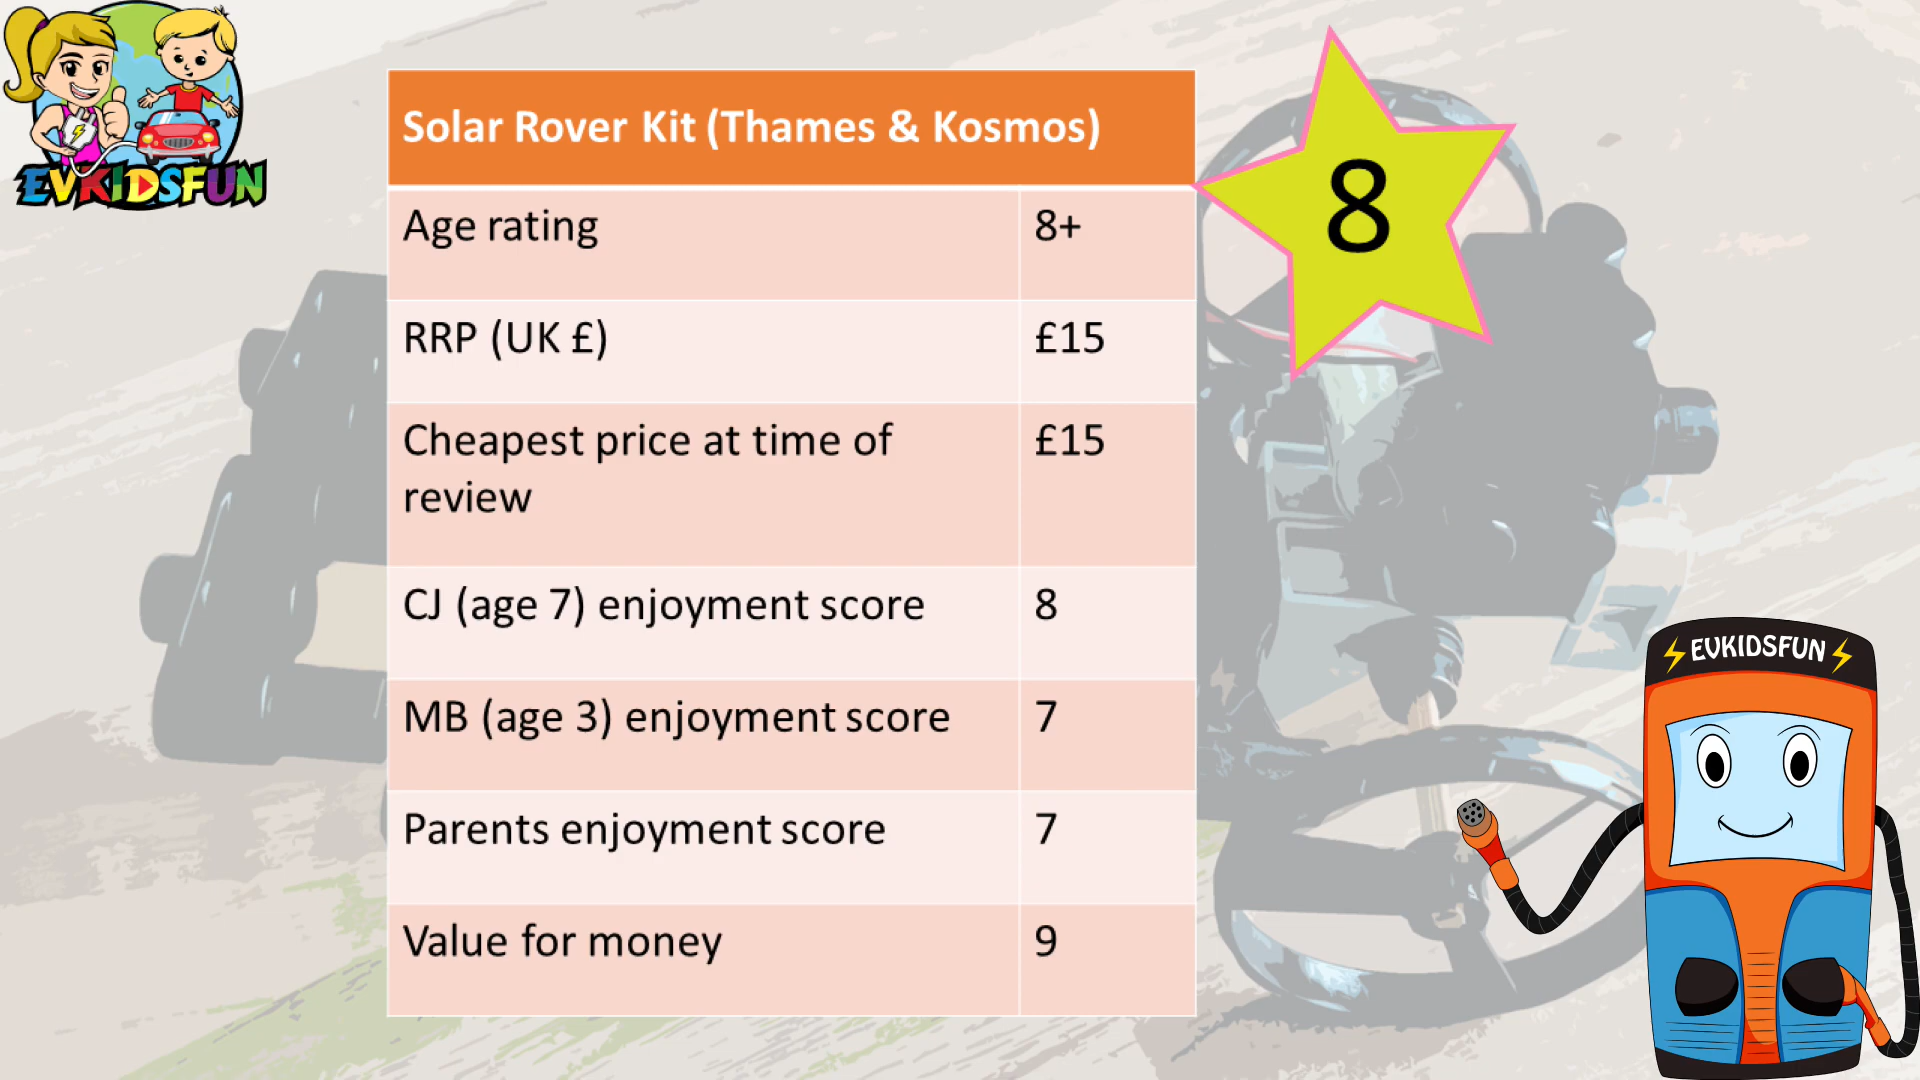 EVKIDSFUN
Solar Rover Kit (Thames & Kosmos)
8
Age rating 8+
RRP (UK £) £15
Cheapest price at time of £15
review
CJ (age 7) enjoyment score 8
MB (age 3) enjoyment score 7
Parents enjoyment score 7
Value for money 9
EVKIDSFUN